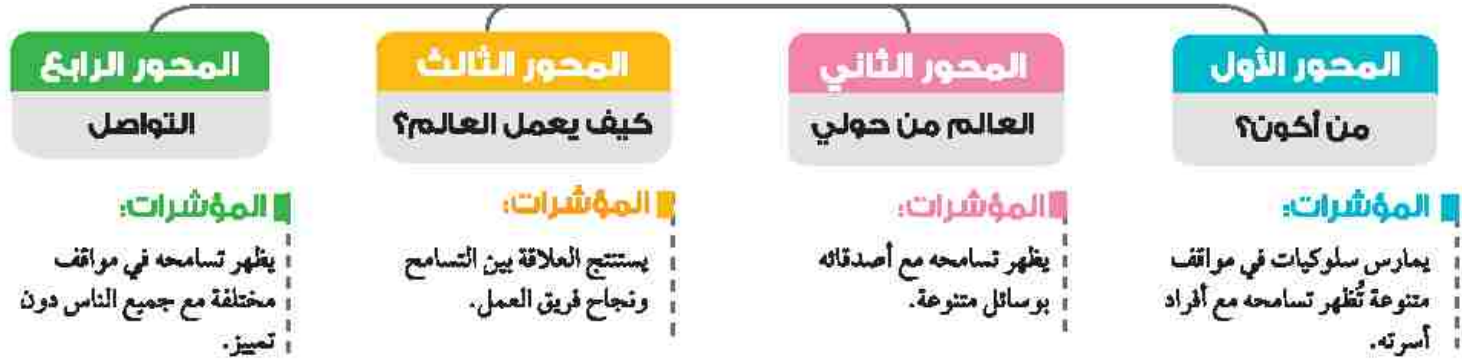 المحور الأول
من أكون؟
المؤشرات:
يمارس سلوكيات في مواقف
متنوعة تُظهر تسامحه مع أفراد
أسرته.
المحور الثاني
العالم من حولي
المؤشرات:
يظهر تسامحه مع أصدقائه
بوسائل متنوعة.
المحور الثالث
كيف يعمل العالم؟
المؤشرات:
يستنتج العلاقة بين التسامح
ونجاح فريق العمل.
المحور الرابع
التواصل
المؤشرات:
يظهر تسامحه في مواقف
مختلفة مع جميع الناس دون
تمييز.